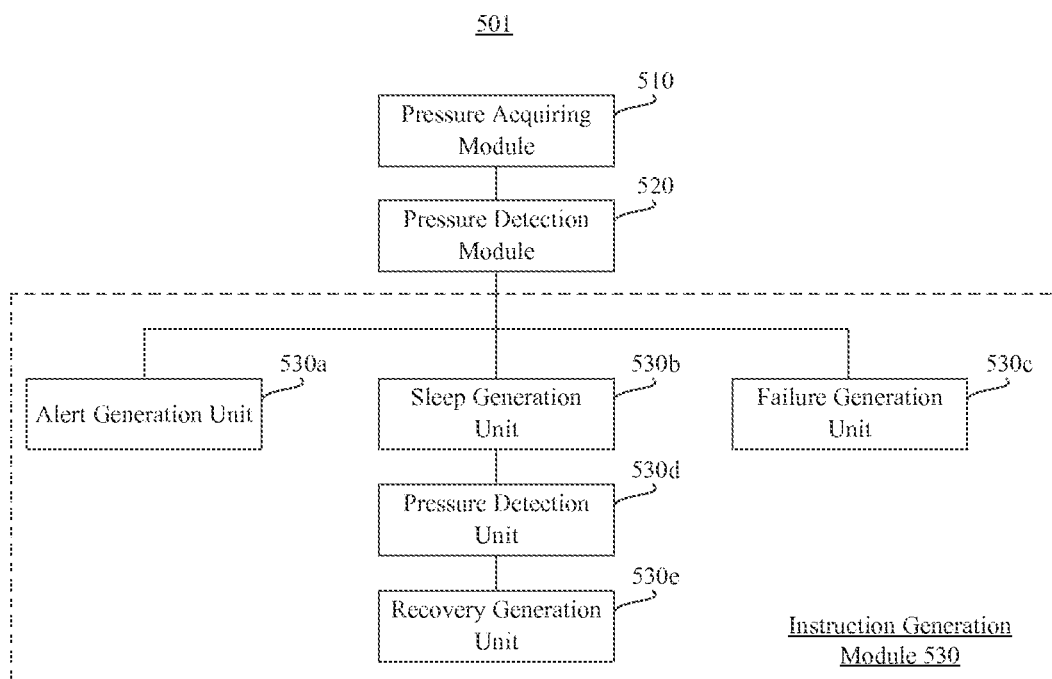 501
510
Pressure Acquiring
Module
520
Pressure Detection
Module
530a
Alert Generation Unit
530b
Sleep Generation
Unit
530c
Failure Generation
Unit
530d
Pressure Detection
Unit
530e
Recovery Generation
Unit
Instruction Generation
Module 530